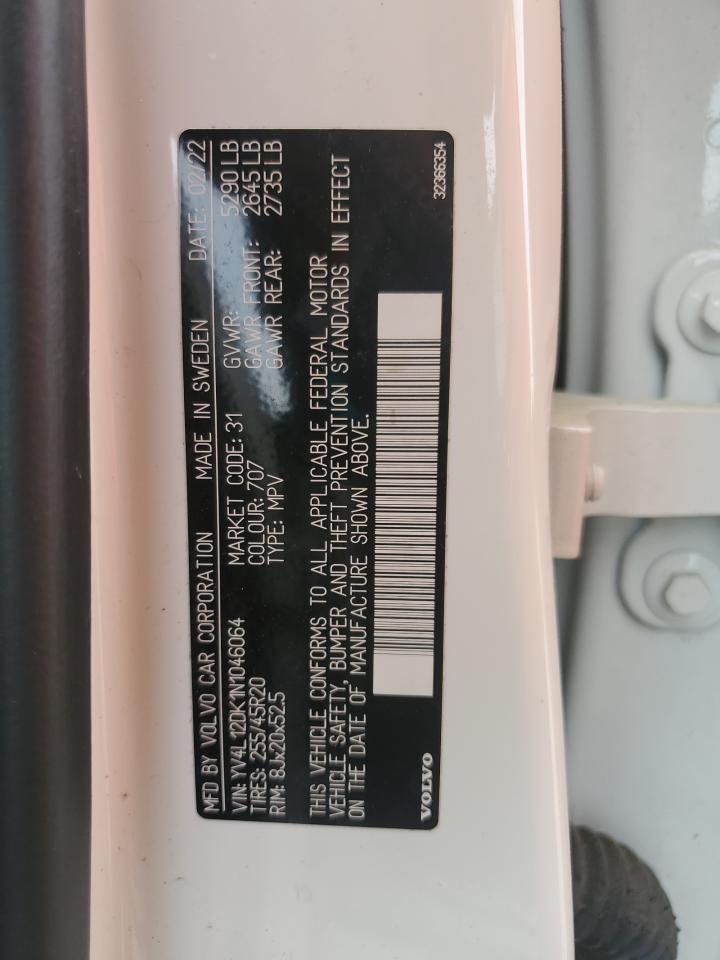 MFD BY VOLVO CAR CORPORATION MADE IN SWEDEN DATE: 02/22
VIN: YV4L12DK1N1046064 MARKET CODE: 31 GVWR: 5290 LB
TIRES: 255/45R20 COLOUR: 707 GAWR FRONT: 2645 LB
RIM: 8Jx20x52.5 TYPE: MPV GAWR REAR: 2735 LB
THIS VEHICLE CONFORMS TO ALL APPLICABLE FEDERAL MOTOR
VEHICLE SAFETY, BUMPER AND THEFT PREVENTION STANDARDS IN EFFECT
ON THE DATE OF MANUFACTURE SHOWN ABOVE.
VOLVO 32366354